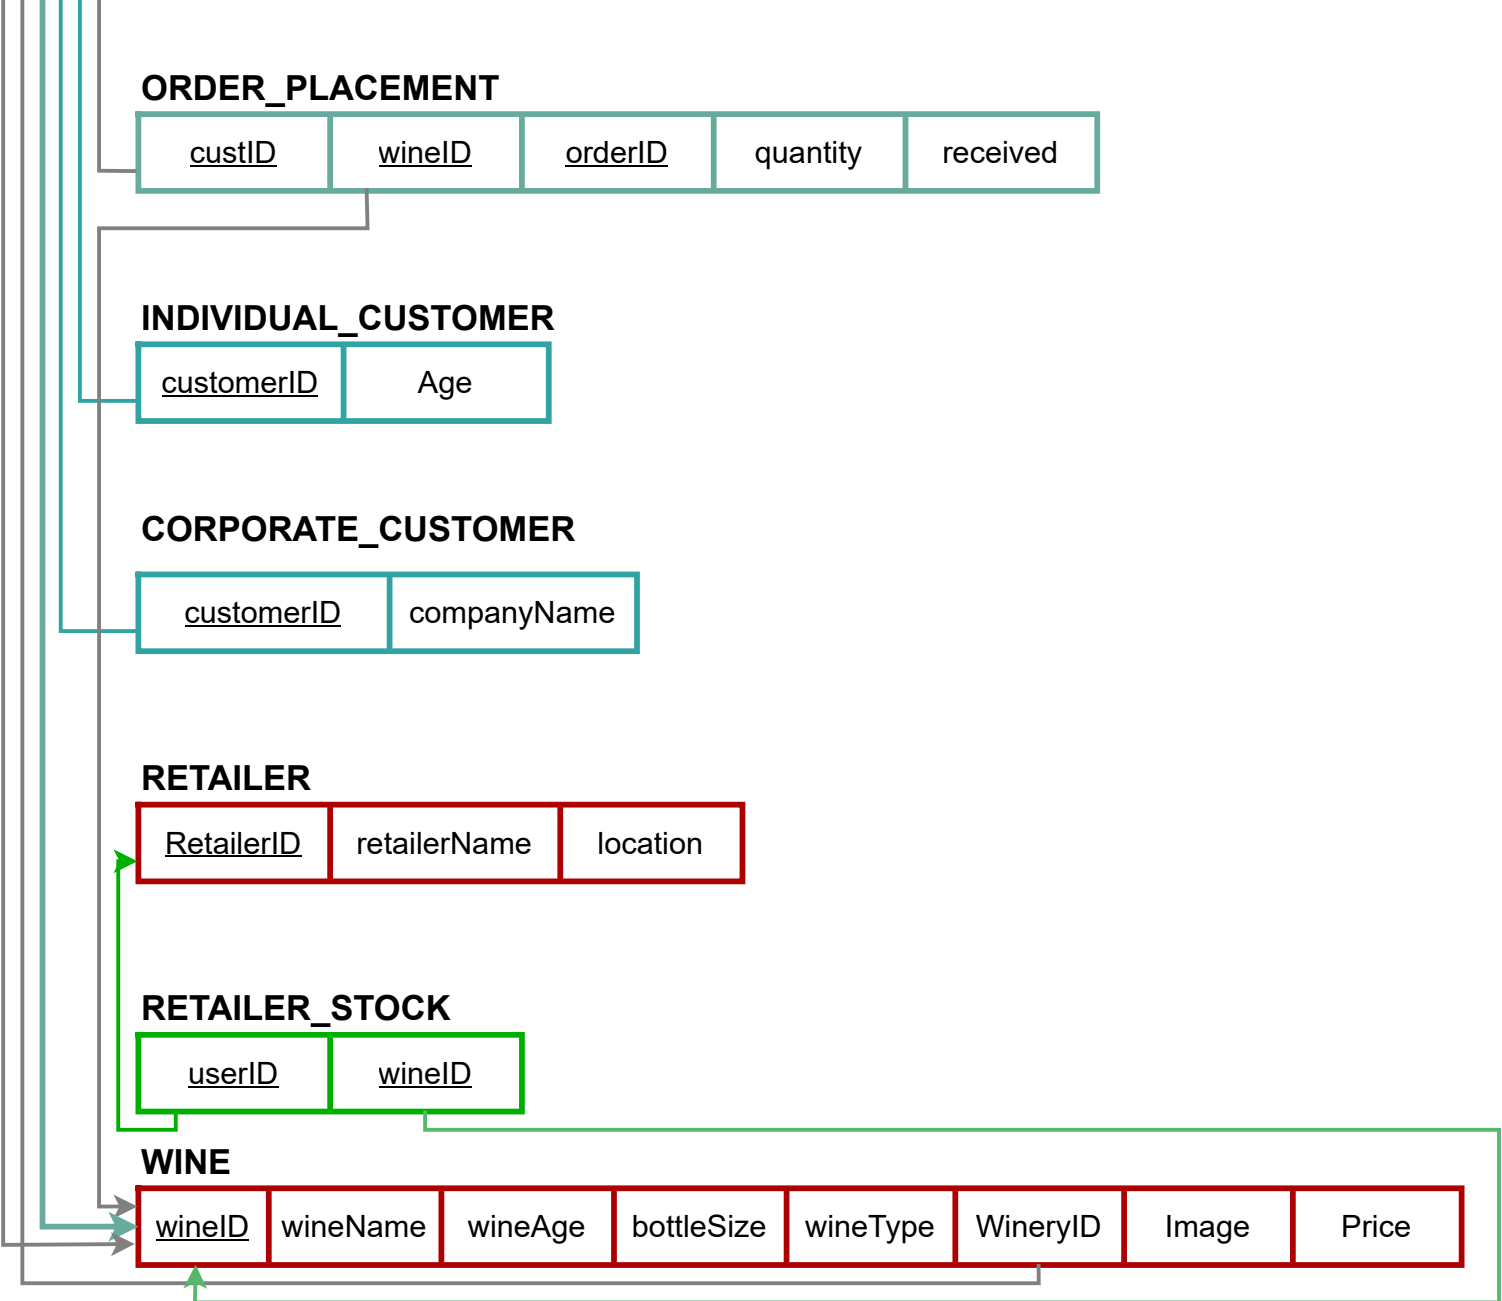 ORDER_PLACEMENT
custID wineID orderID quantity received
INDIVIDUAL_CUSTOMER
customerID Age
CORPORATE_CUSTOMER
customerID companyName
RETAILER
RetailerID retailerName location
RETAILER_STOCK
userID wineID
WINE
wineID wineName wineAge bottleSize wineType WineryID Image Price